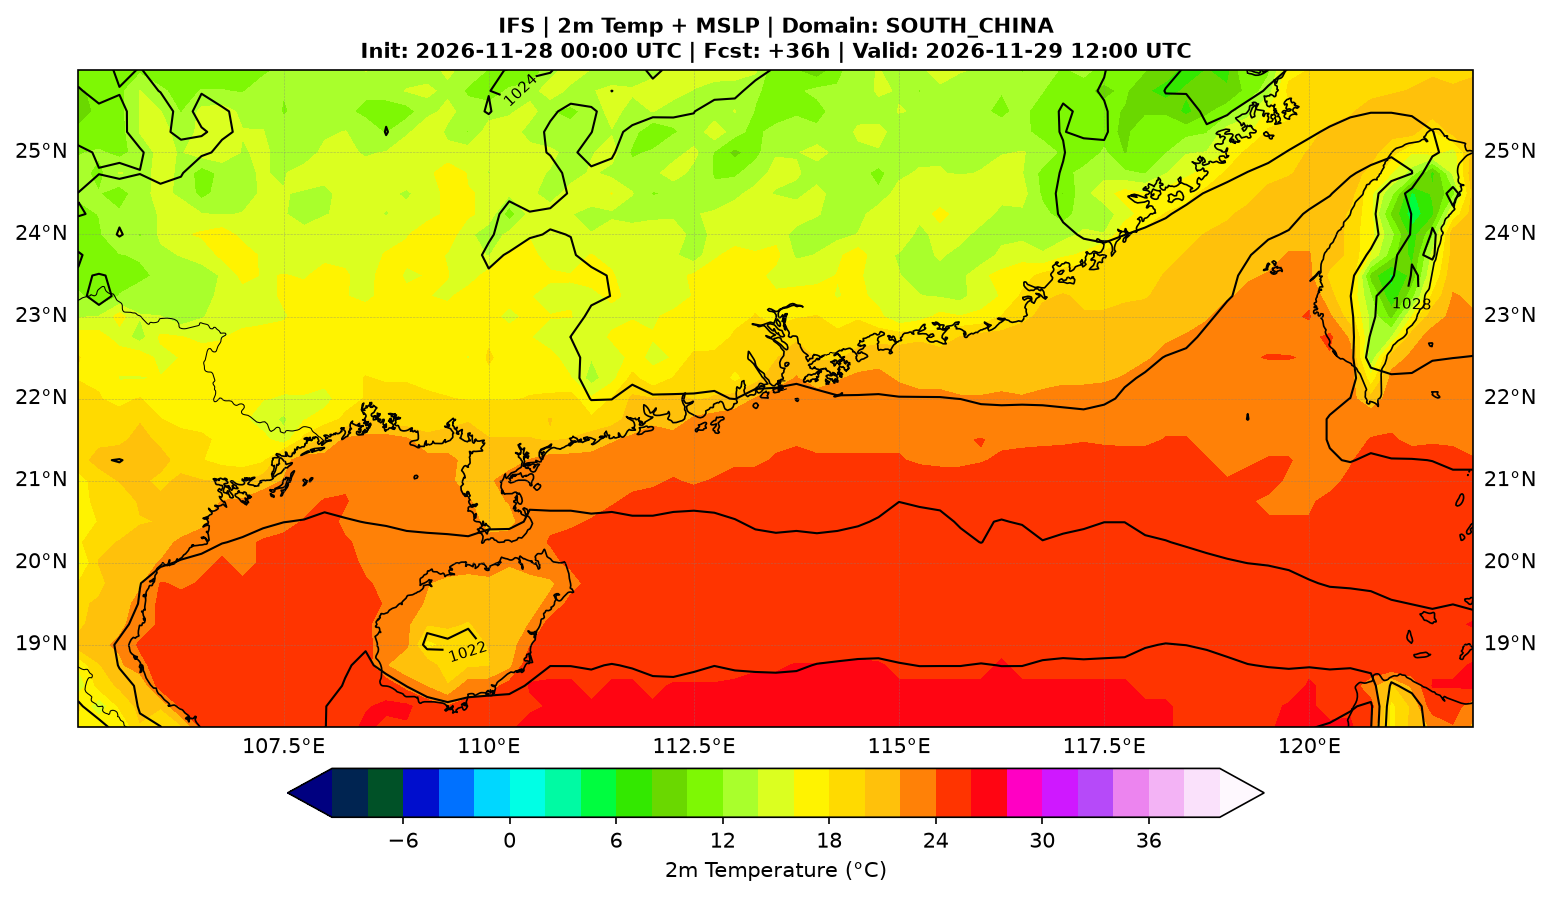 IFS | 2m Temp + MSLP | Domain: SOUTH_CHINA
Init: 2026-11-28 00:00 UTC | Fcst: +36h | Valid: 2026-11-29 12:00 UTC
1024
25°N 25°N
24°N 24°N
1028
23°N 23°N
22°N 22°N
21°N 21°N
20°N 20°N
19°N 19°N
1022
107.5°E 110°E 112.5°E 115°E 117.5°E 120°E
−6 0 6 12 18 24 30 36
2m Temperature (°C)